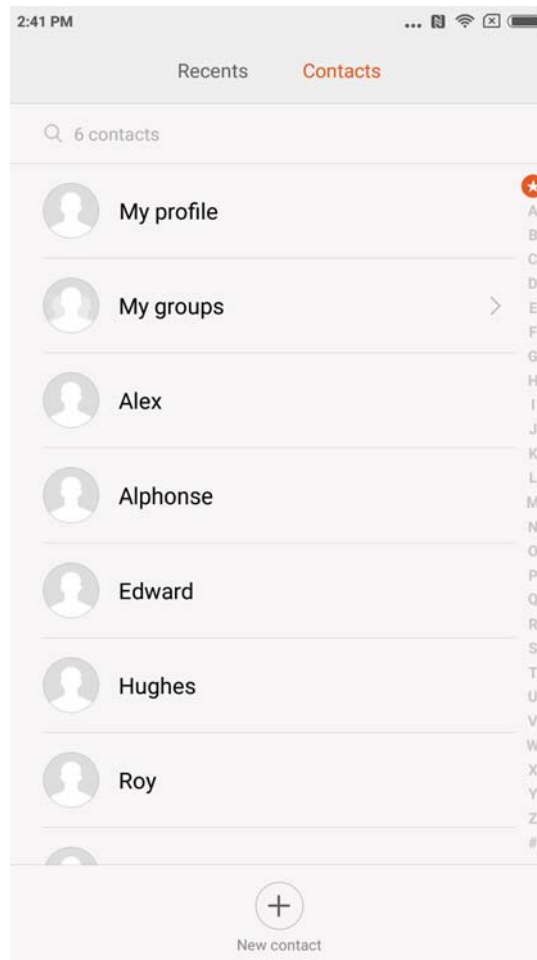 2:41 PM
Recents Contacts
6 contacts
My profile
My groups
Alex
Alphonse
Edward
Hughes
Roy
A
B
C
D
E
F
G
H
I
J
K
L
M
N
O
P
Q
R
S
T
U
V
W
X
Y
Z
#
New contact